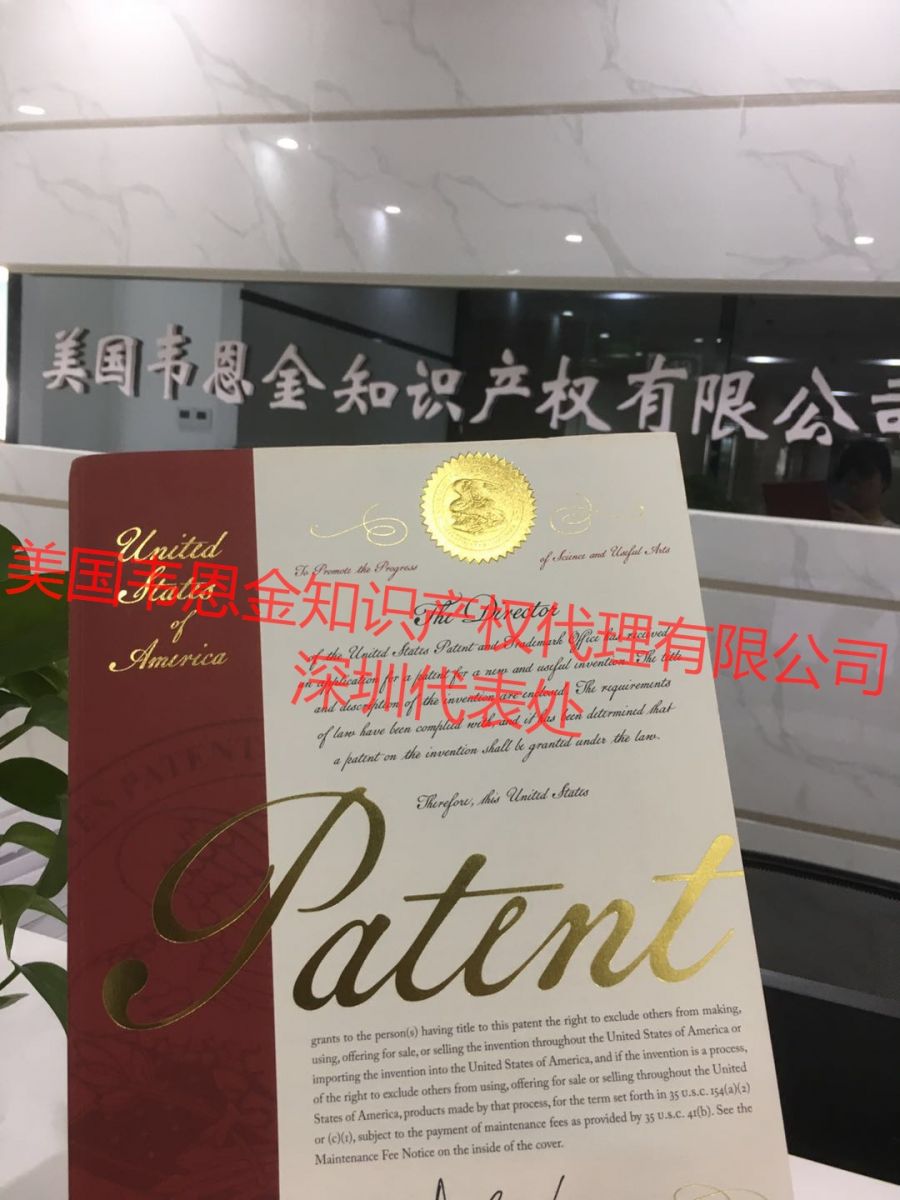 美国韦恩金知识产权有限公司
United
States
of
America
To Promote the Progress
of Science and Useful Arts
The Director
of the United States Patent and Trademark Office has received
an application for a patent for a new and useful invention. The title
and description of the invention are enclosed. The requirements
of law have been complied with, and it has been determined that
a patent on the invention shall be granted under the law.
美国韦恩金知识产权代理有限公司
深圳代表处
Therefore, this United States
Patent
grants to the person(s) having title to this patent the right to exclude others from making,
using, offering for sale, or selling the invention throughout the United States of America or
importing the invention into the United States of America, and if the invention is a process,
of the right to exclude others from using, offering for sale or selling throughout the United
States of America, products made by that process, for the term set forth in 35 U.S.C. 154(a)(2)
or (c)(1), subject to the payment of maintenance fees as provided by 35 U.S.C. 41(b). See the
Maintenance Fee Notice on the inside of the cover.